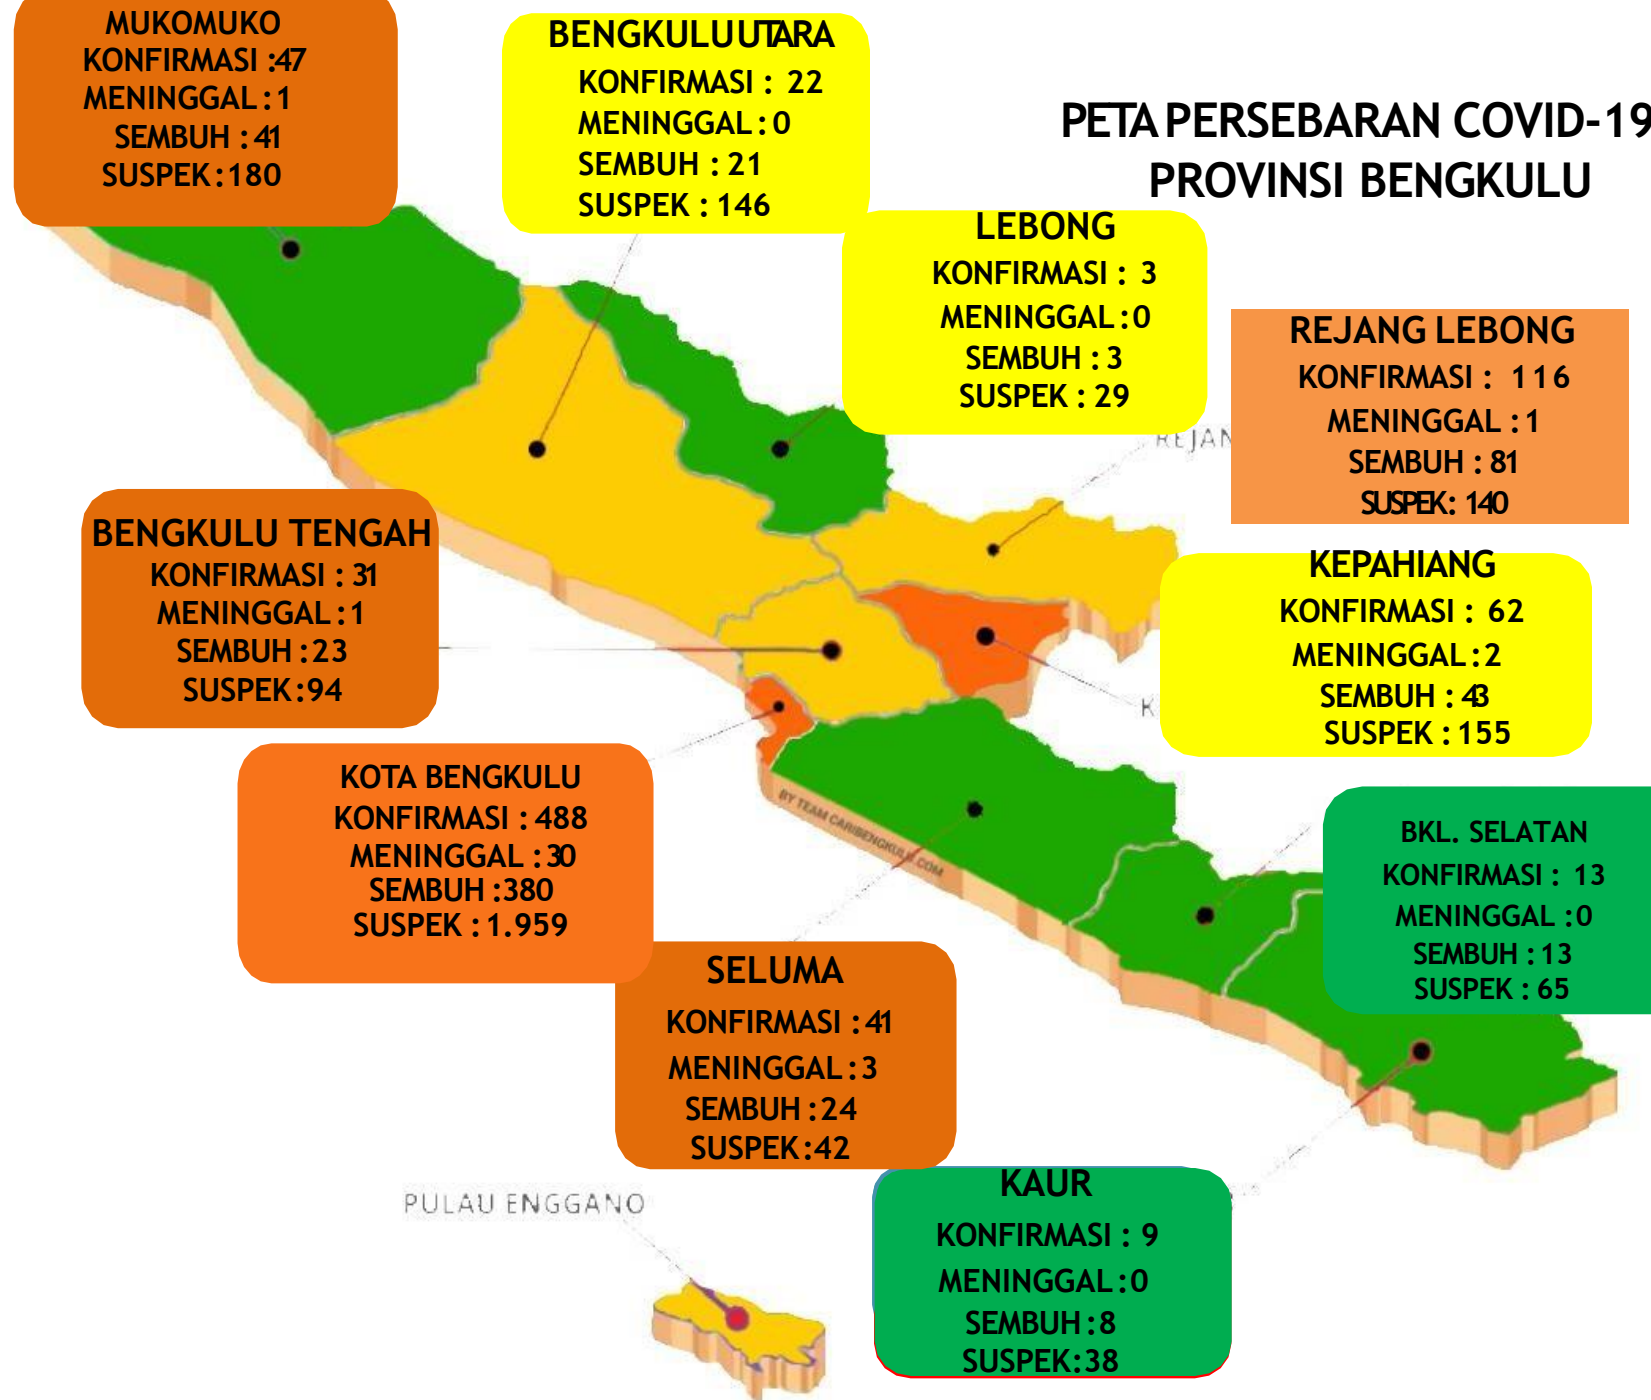 MUKOMUKO
KONFIRMASI : 47
MENINGGAL : 1
SEMBUH : 41
SUSPEK : 180
BENGKULU UTARA
KONFIRMASI : 22
MENINGGAL : 0
SEMBUH : 21
SUSPEK : 146
PETA PERSEBARAN COVID-19
PROVINSI BENGKULU
LEBONG
KONFIRMASI : 3
MENINGGAL : 0
SEMBUH : 3
SUSPEK : 29
REJANG LEBONG
KONFIRMASI : 116
MENINGGAL : 1
SEMBUH : 81
SUSPEK : 140
BENGKULU TENGAH
KONFIRMASI : 31
MENINGGAL : 1
SEMBUH : 23
SUSPEK : 94
KEPAHIANG
KONFIRMASI : 62
MENINGGAL : 2
SEMBUH : 43
SUSPEK : 155
KOTA BENGKULU
KONFIRMASI : 488
MENINGGAL : 30
SEMBUH : 380
SUSPEK : 1.959
BY TEAM CARIBENGKULU.COM
BKL. SELATAN
KONFIRMASI : 13
MENINGGAL : 0
SEMBUH : 13
SUSPEK : 65
SELUMA
KONFIRMASI : 41
MENINGGAL : 3
SEMBUH : 24
SUSPEK : 42
KAUR
KONFIRMASI : 9
MENINGGAL : 0
SEMBUH : 8
SUSPEK : 38
PULAU ENGGANO